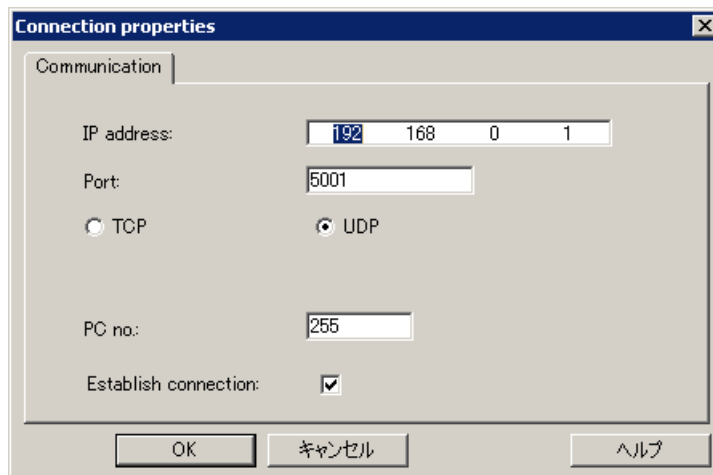 Connection properties
Communication
IP address: 192 168 0 1
Port: 5001
TCP UDP
PC no.: 255
Establish connection:
OK キャンセル ヘルプ